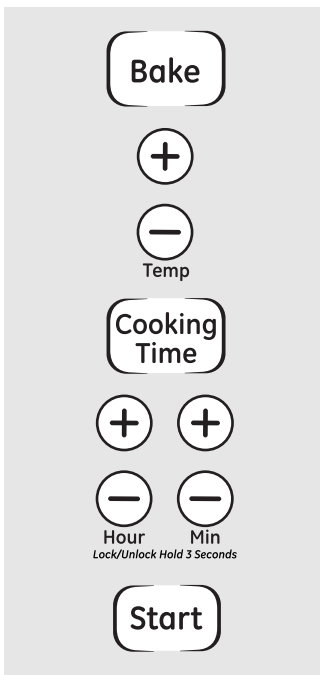 Bake
+
−
Temp
Cooking
Time
+ +
− −
Hour Min
Lock/Unlock Hold 3 Seconds
Start